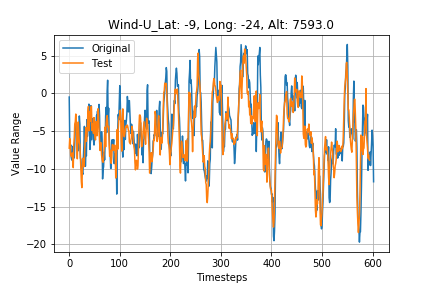 Wind-U_Lat: -9, Long: -24, Alt: 7593.0
Original
Test
Value Range
5
0
−5
−10
−15
−20
0 100 200 300 400 500 600
Timesteps